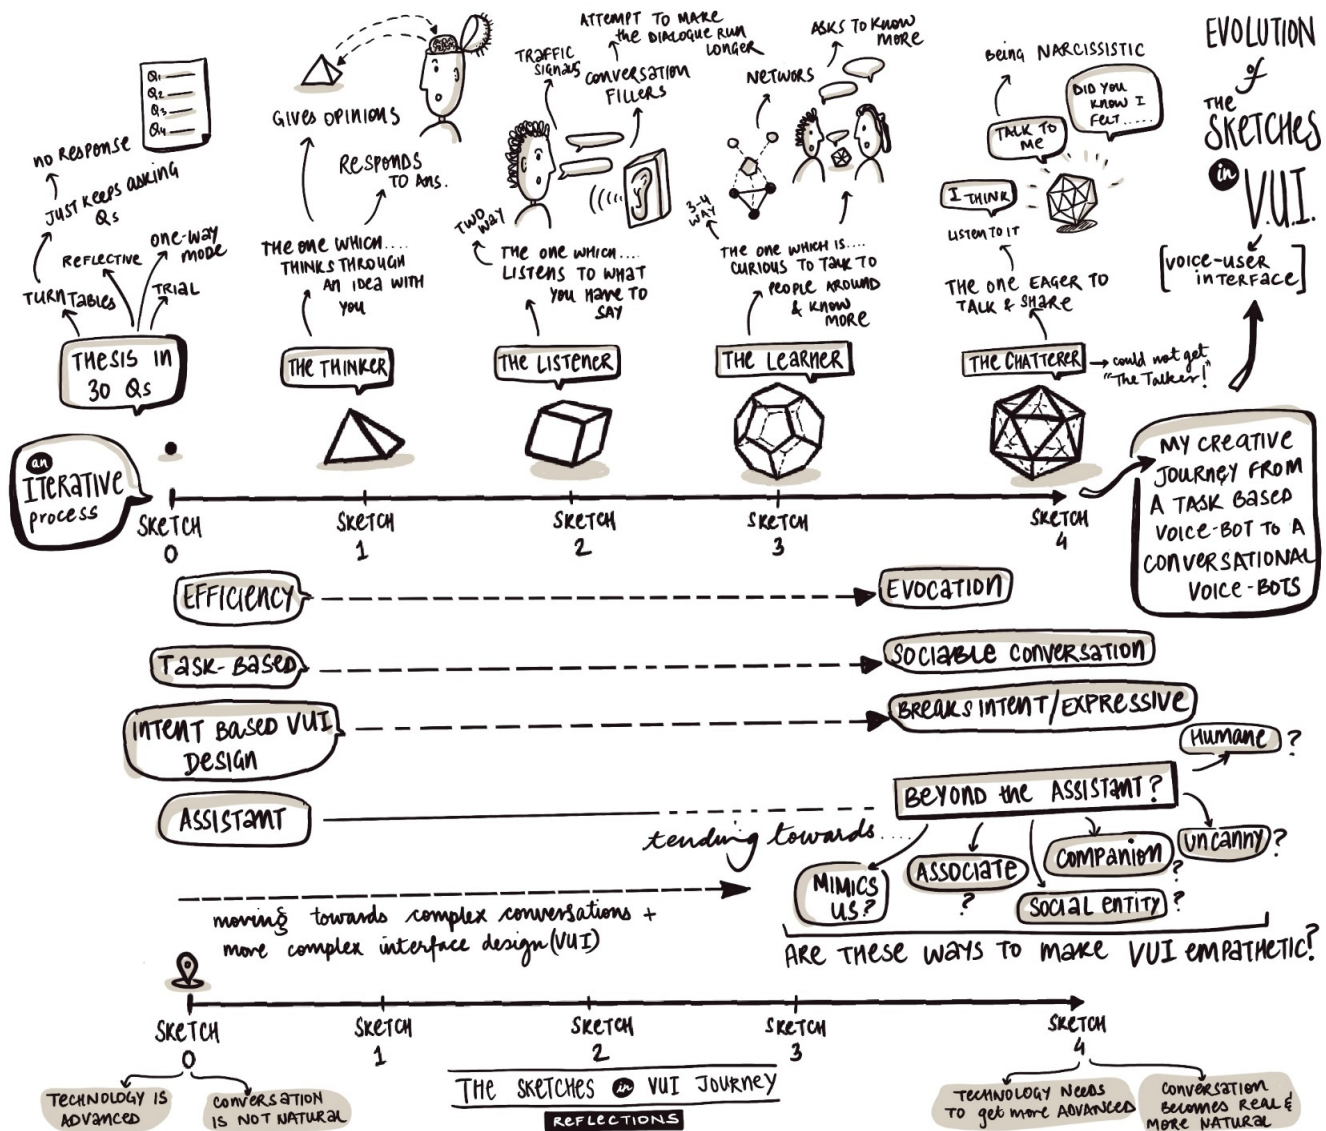 EVOLUTION
of
THE
SKETCHES
in
V.U.I.
[VOICE-USER
INTERFACE]
Q1
Q2
Q3
Q4
NO RESPONSE
JUST KEEPS ASKING
Qs
TURNTABLES
REFLECTIVE
ONE-WAY
MODE
TRIAL
THESIS IN
30 Qs
GIVES OPINIONS
RESPONDS
TO ANS.
THE ONE WHICH....
THINKS THROUGH
AN IDEA WITH
YOU
THE THINKER
TRAFFIC
SIGNALS
ATTEMPT TO MAKE
the DIALOGUE RUN
LONGER
CONVERSATION
FILLERS
TWO
WAY
THE ONE WHICH....
LISTENS TO WHAT
YOU HAVE TO
SAY
THE LISTENER
NETWORS
ASKS TO KNOW
MORE
3-4
WAY
THE ONE WHICH IS....
CURIOUS TO TALK TO
PEOPLE AROUND
& KNOW
MORE
THE LEARNER
Being NARCISSISTIC
DID YOU
KNOW I
FELT.....
TALK TO
ME
I THINK
LISTEN TO IT
THE ONE EAGER TO
TALK & SHARE
THE CHATTERER
could not get
"The Talker!"
an
ITERATIVE
process
SKETCH
0
SKETCH
1
SKETCH
2
SKETCH
3
SKETCH
4
MY CREATIVE
JOURNEY FROM
A TASK BASED
VOICE-BOT TO A
CONVERSATIONAL
VOICE-BOTS
EFFICIENCY
EVOCATION
TASK-BASED
SOCIABLE CONVERSATION
INTENT BASED VUI
DESIGN
BREAKS INTENT/EXPRESSIVE
ASSISTANT
BEYOND the ASSISTANT?
HUMANE?
tending towards....
MIMICS
US?
ASSOCIATE
?
SOCIAL ENTITY?
COMPANION
?
UNCANNY?
moving towards complex conversations +
more complex interface design (VUI)
ARE THESE WAYS TO MAKE VUI EMPATHETIC?
SKETCH
0
SKETCH
1
SKETCH
2
SKETCH
3
SKETCH
4
TECHNOLOGY IS
ADVANCED
CONVERSATION
IS NOT NATURAL
THE SKETCHES in VUI JOURNEY
REFLECTIONS
TECHNOLOGY NEEDS
TO get more ADVANCED
CONVERSATION
BECOMES REAL &
MORE NATURAL